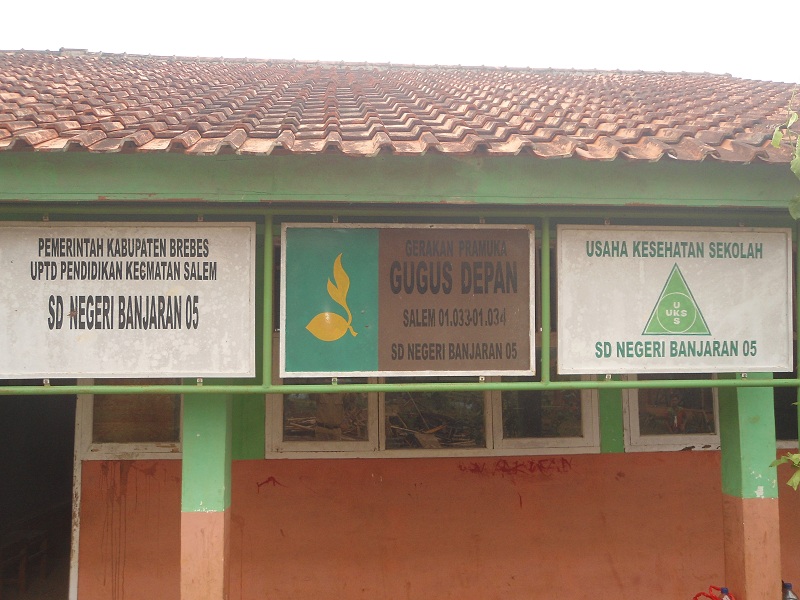 PEMERINTAH KABUPATEN BREBES
UPTD PENDIDIKAN KECMATAN SALEM
SD NEGERI BANJARAN 05
GERAKAN PRAMUKA
GUGUS DEPAN
SALEM 01.033-01.034
SD NEGERI BANJARAN 05
USAHA KESEHATAN SEKOLAH
U
UKS
S
SD NEGERI BANJARAN 05